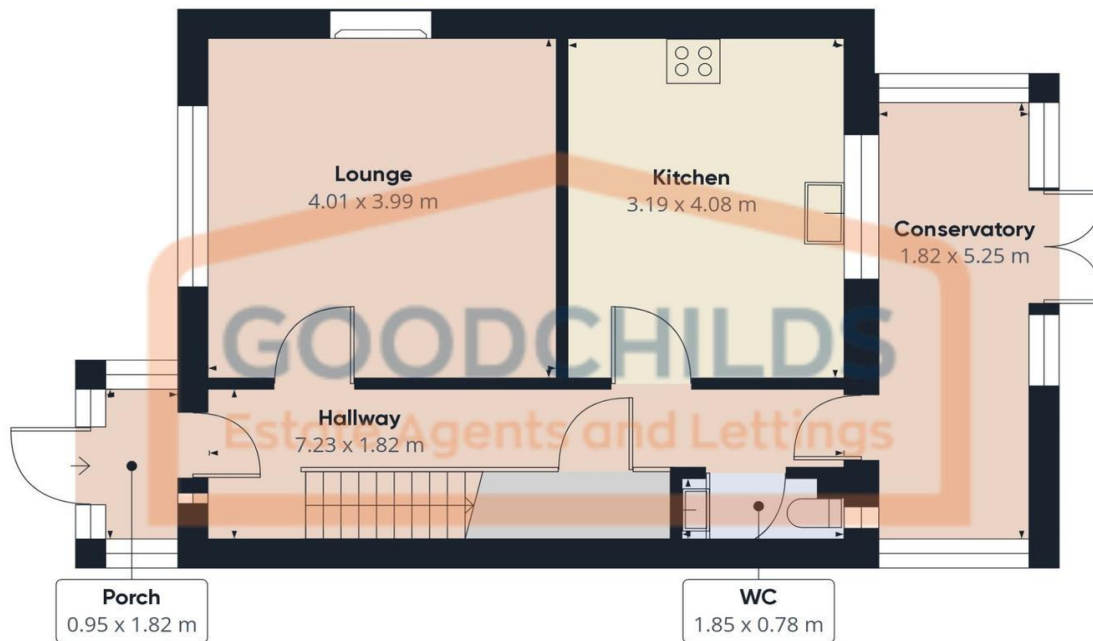 Lounge
4.01 x 3.99 m
Kitchen
3.19 x 4.08 m
Conservatory
1.82 x 5.25 m
GOODCHILDS
Estate Agents and Lettings
Hallway
7.23 x 1.82 m
Porch
0.95 x 1.82 m
WC
1.85 x 0.78 m